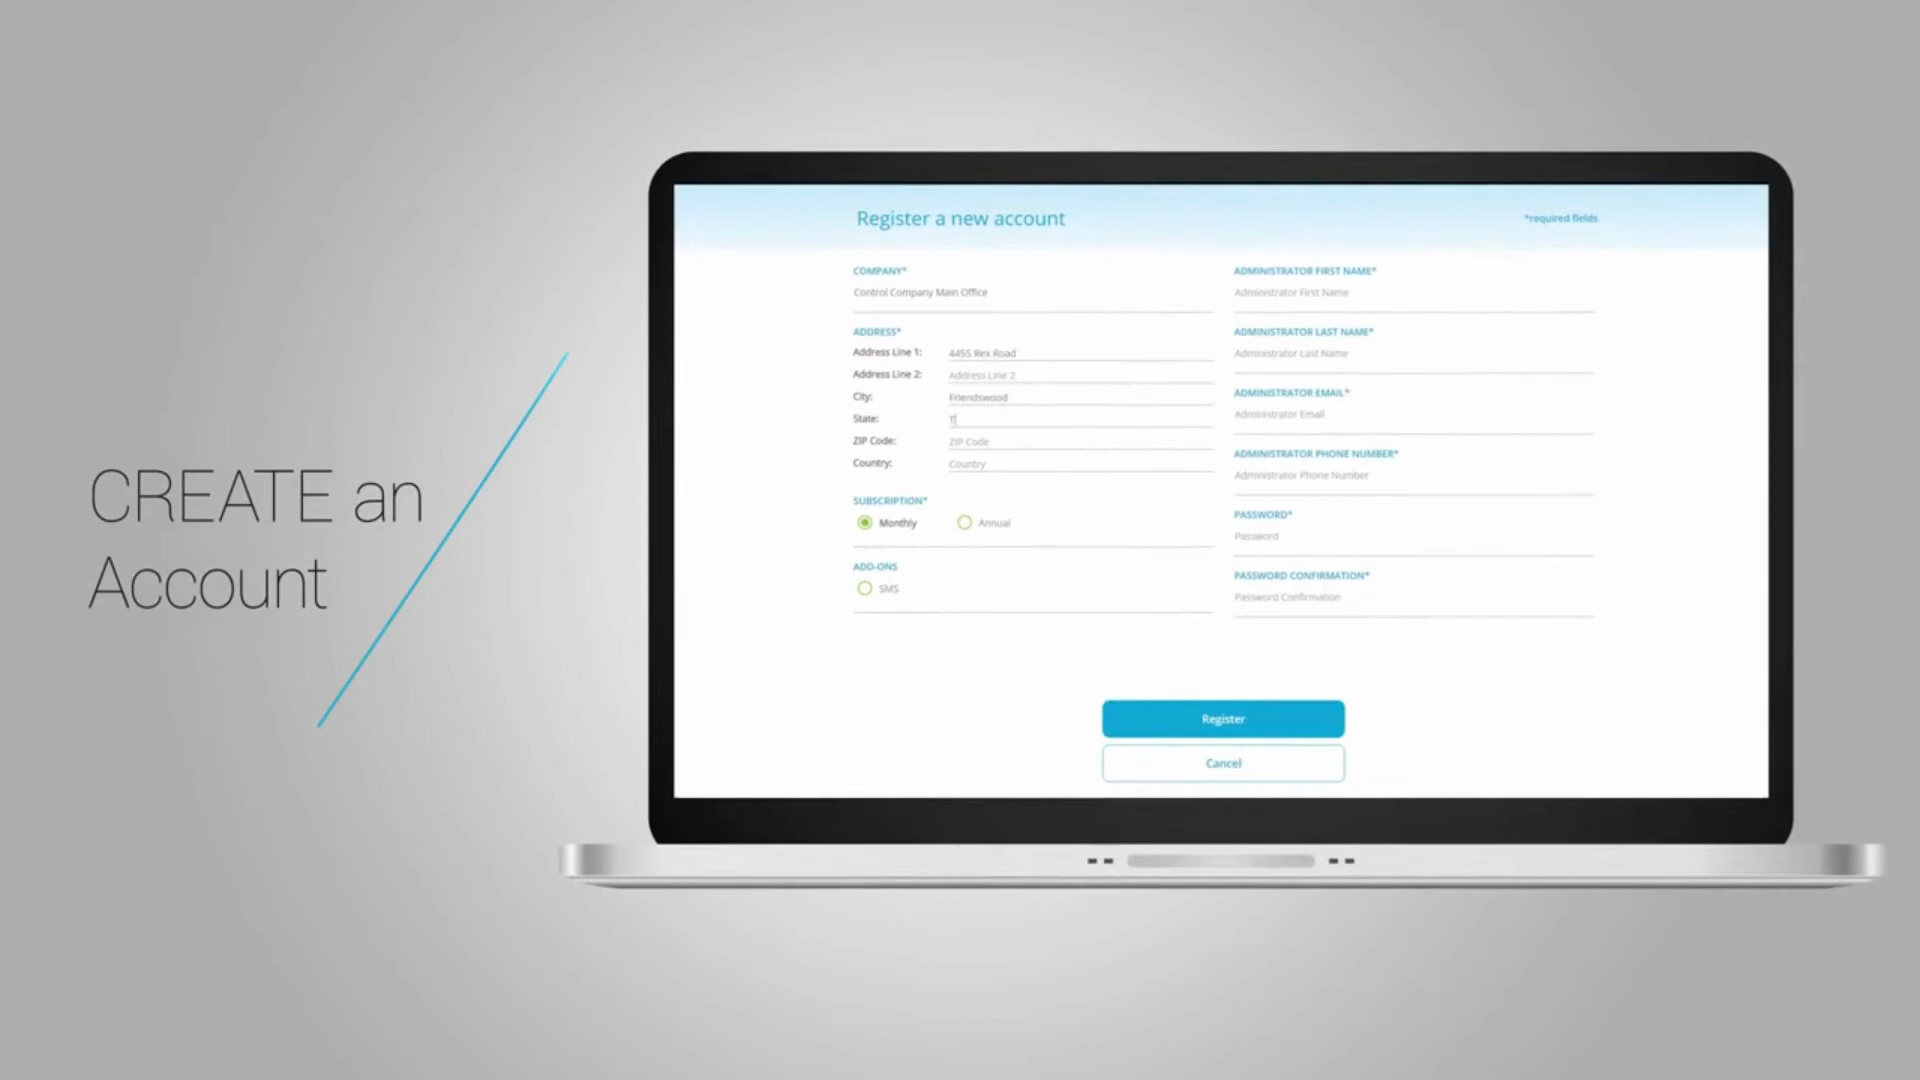 CREATE an
Account
Register a new account
*required fields
COMPANY*
Control Company Main Office
ADDRESS*
Address Line 1: 4455 Rex Road
Address Line 2: Address Line 2
City: Friendswood
State: T
ZIP Code: ZIP Code
Country: Country
SUBSCRIPTION*
Monthly Annual
ADD-ONS
SMS
ADMINISTRATOR FIRST NAME*
Administrator First Name
ADMINISTRATOR LAST NAME*
Administrator Last Name
ADMINISTRATOR EMAIL*
Administrator Email
ADMINISTRATOR PHONE NUMBER*
Administrator Phone Number
PASSWORD*
Password
PASSWORD CONFIRMATION*
Password Confirmation
Register
Cancel